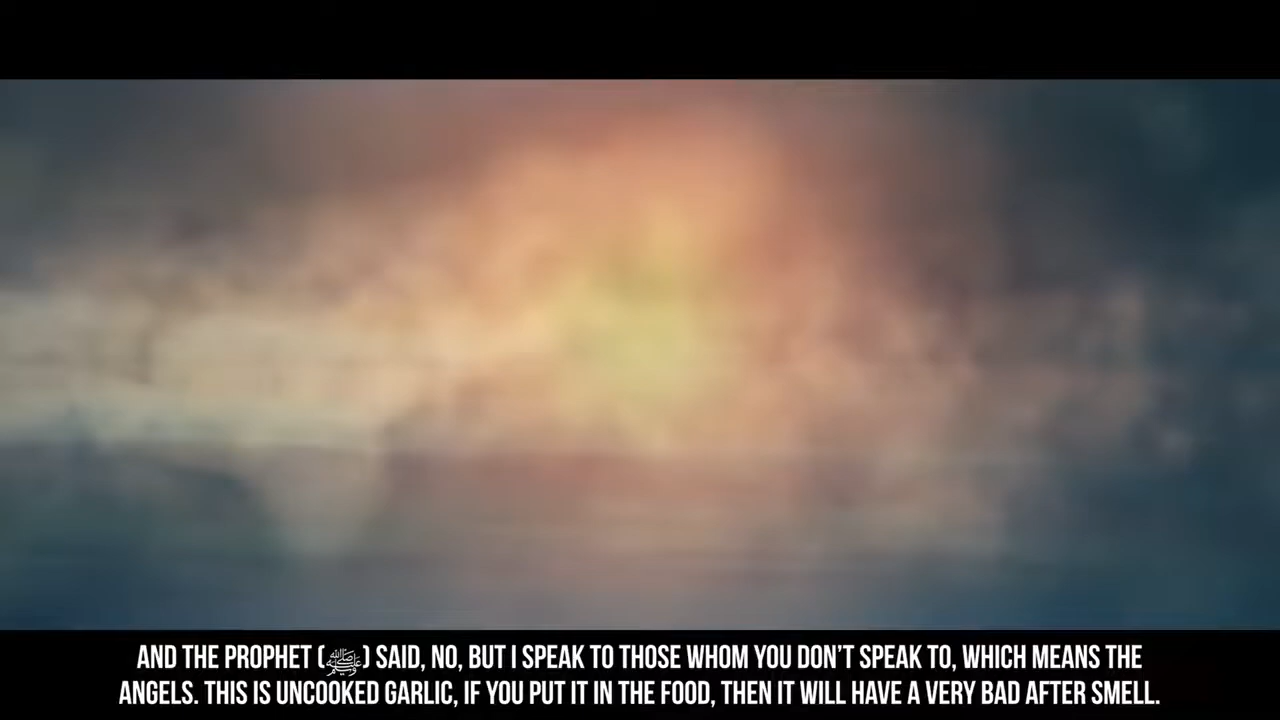 AND THE PROPHET (ﷺ) SAID, NO, BUT I SPEAK TO THOSE WHOM YOU DON'T SPEAK TO, WHICH MEANS THE
ANGELS. THIS IS UNCOOKED GARLIC, IF YOU PUT IT IN THE FOOD, THEN IT WILL HAVE A VERY BAD AFTER SMELL.